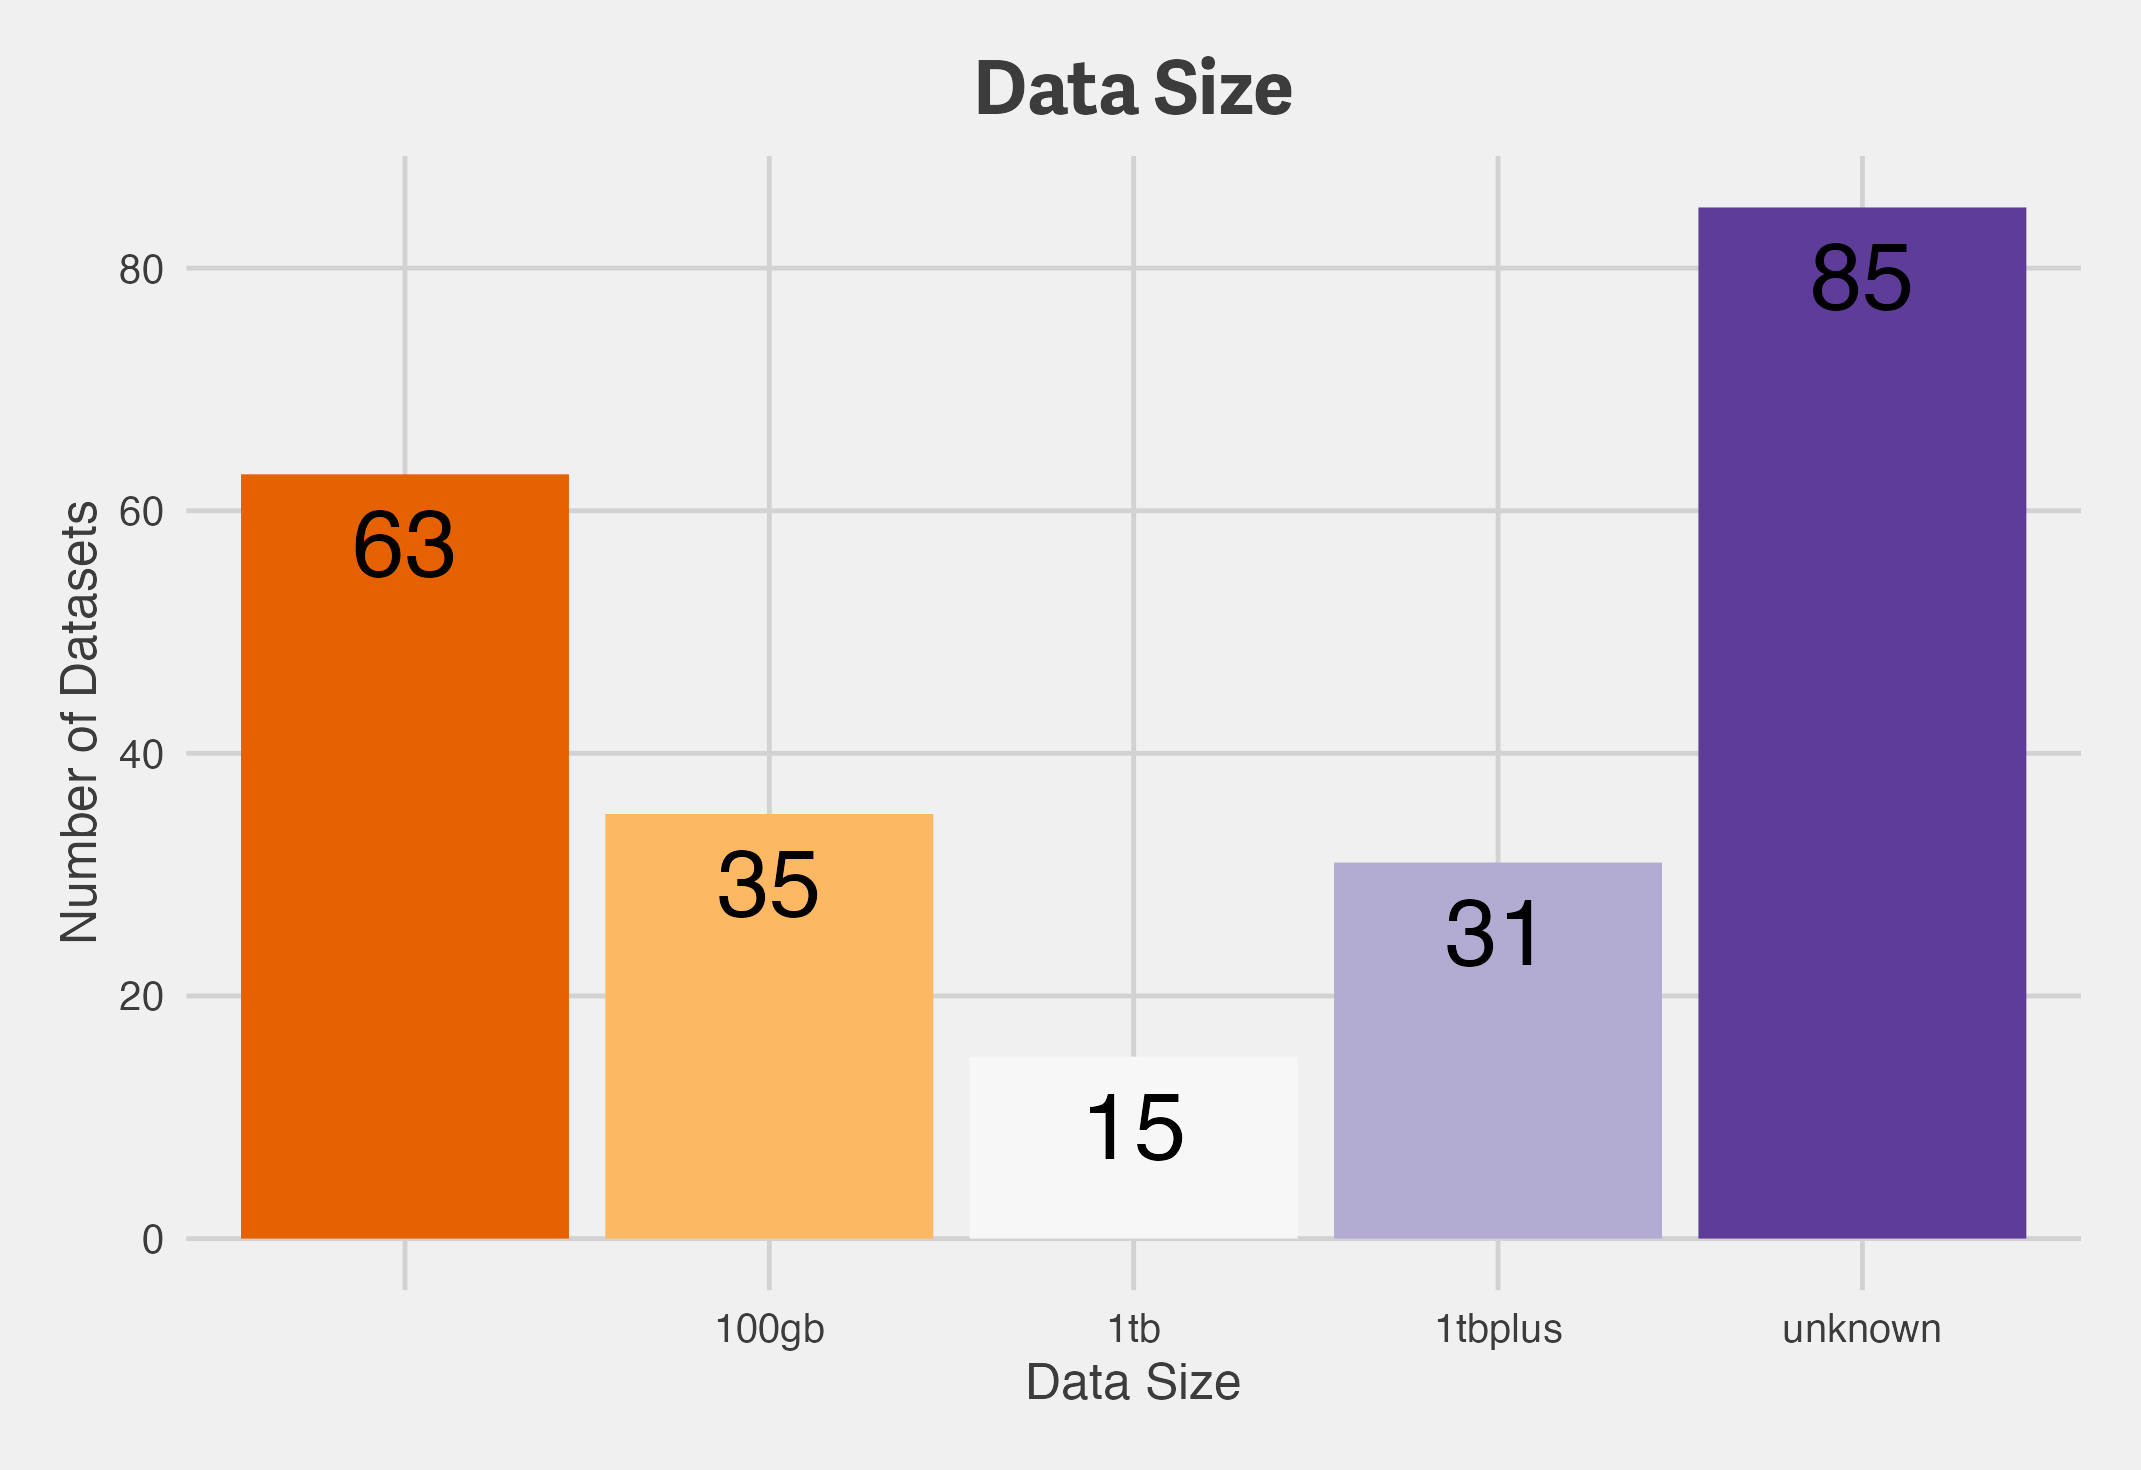 Data Size
Number of Datasets
80
60
40
20
0
63
35
15
31
85
100gb
1tb
1tbplus
unknown
Data Size